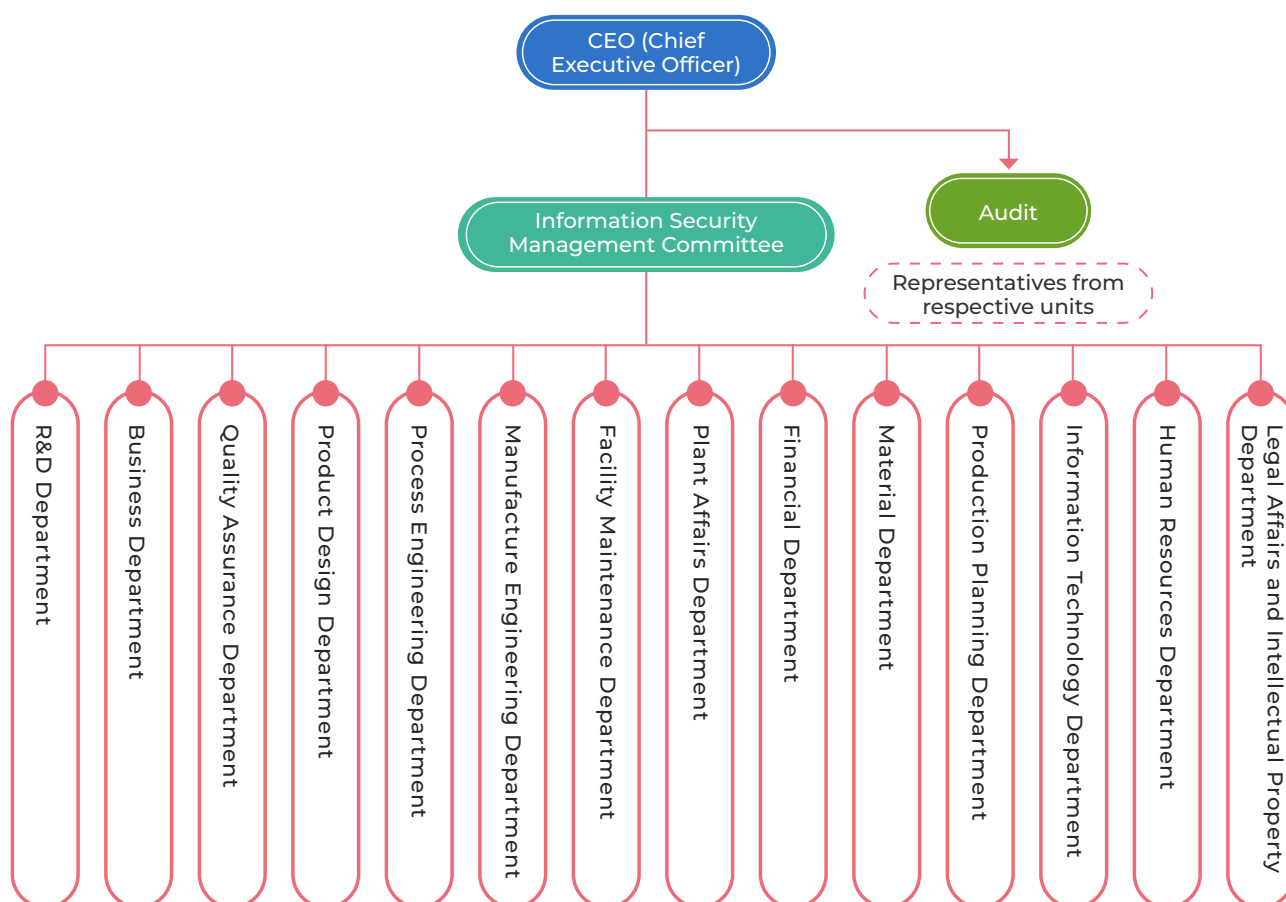 CEO (Chief
Executive Officer)
Information Security
Management Committee
Audit
Representatives from
respective units
R&D Department
Business Department
Quality Assurance Department
Product Design Department
Process Engineering Department
Manufacture Engineering Department
Facility Maintenance Department
Plant Affairs Department
Financial Department
Material Department
Production Planning Department
Information Technology Department
Human Resources Department
Legal Affairs and Intellectual Property
Department